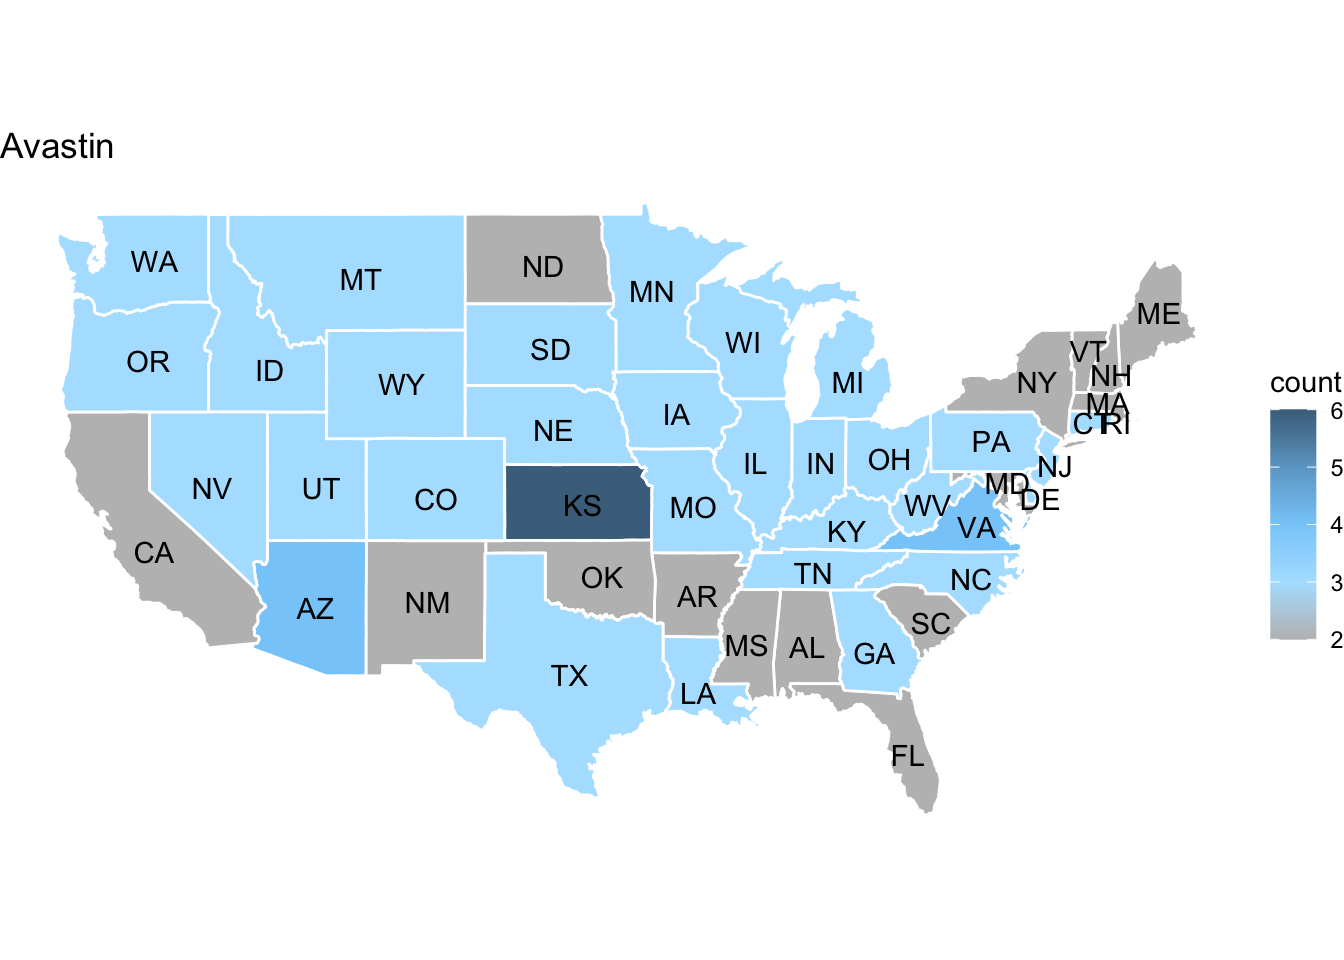 Avastin
WA
MT
ND
MN
ME
OR
ID
WY
SD
WI
MI
VT
NH
NY
MA
CT
RI
count
6
NE
IA
PA
NV
UT
CO
KS
IL
IN
OH
NJ
5
MO
WV
MD
DE
CA
KY
VA
4
AZ
NM
OK
AR
TN
NC
3
TX
LA
MS
AL
GA
SC
2
FL